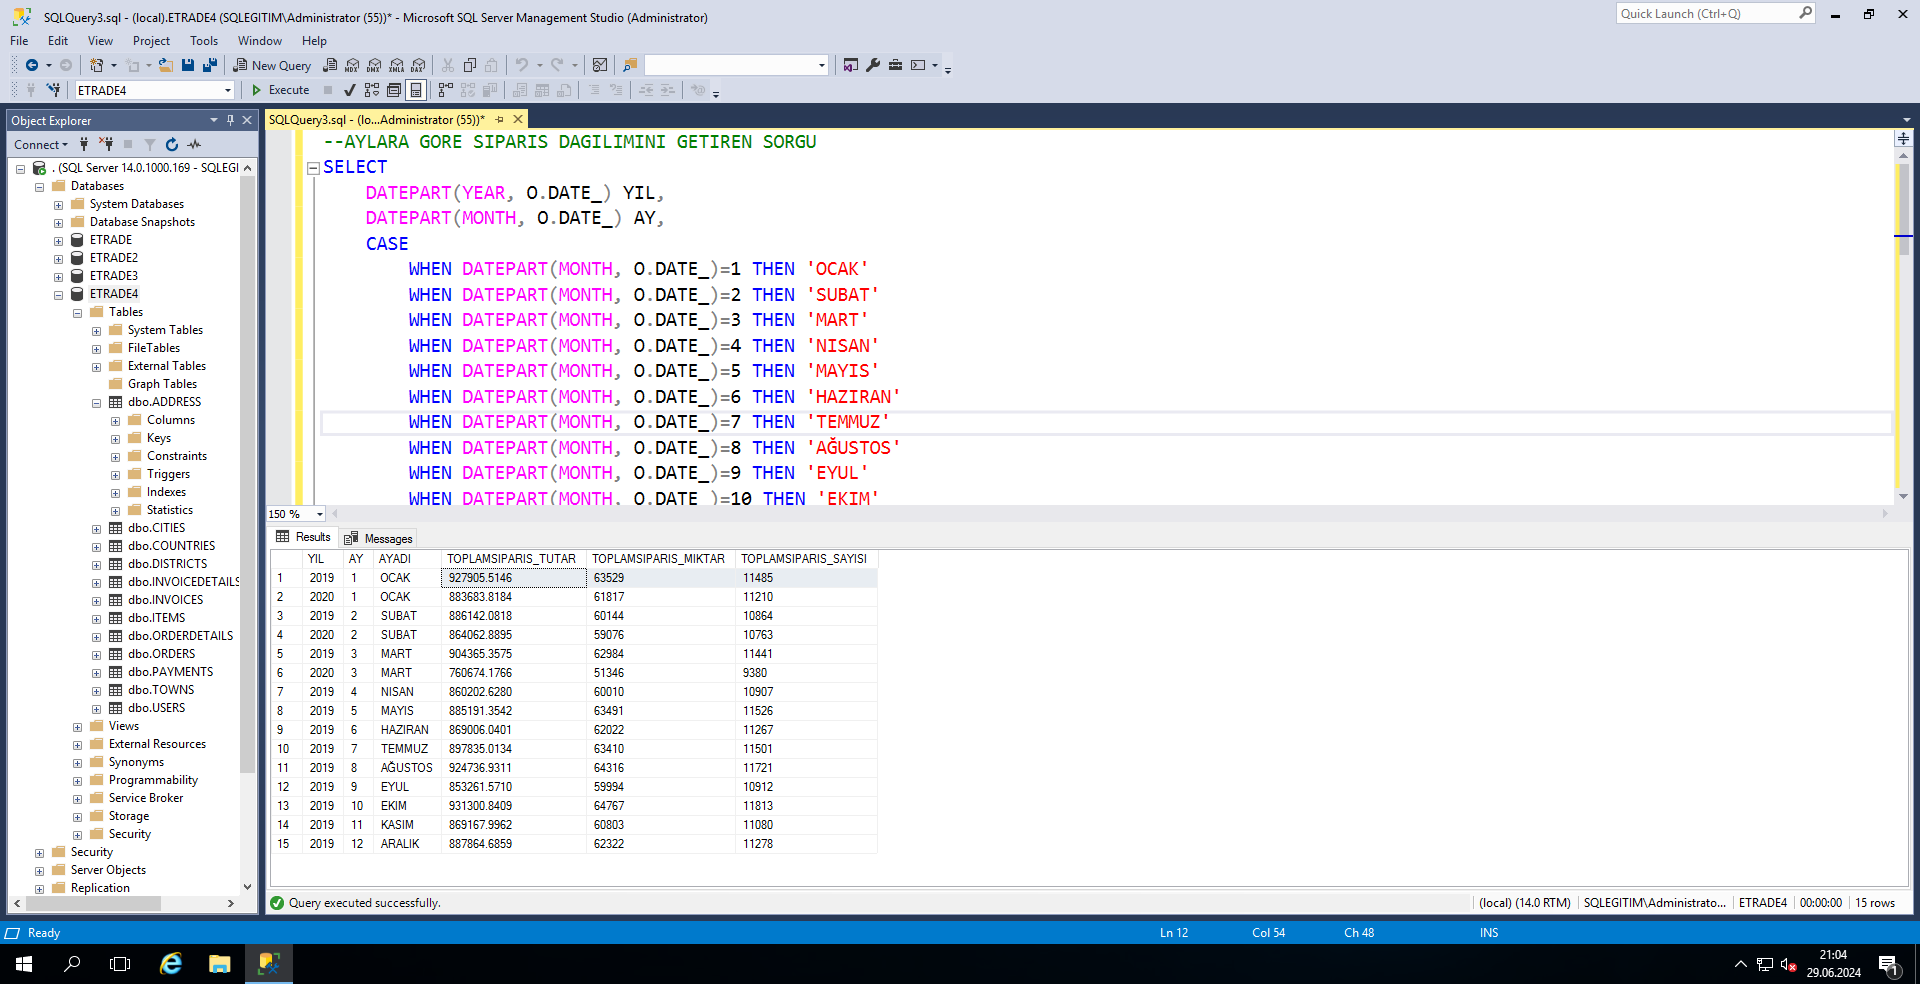 SQLQuery3.sql - (local).ETRADE4 (SQLEGITIM\Administrator (55))* - Microsoft SQL Server Management Studio (Administrator)
Quick Launch (Ctrl+Q)
File Edit View Project Tools Window Help
New Query
MDX DMX XMLA DAX
ETRADE4
Execute
Object Explorer
Connect
. (SQL Server 14.0.1000.169 - SQLEGI
Databases
System Databases
Database Snapshots
ETRADE
ETRADE2
ETRADE3
ETRADE4
Tables
System Tables
FileTables
External Tables
Graph Tables
dbo.ADDRESS
Columns
Keys
Constraints
Triggers
Indexes
Statistics
dbo.CITIES
dbo.COUNTRIES
dbo.DISTRICTS
dbo.INVOICEDETAILS
dbo.INVOICES
dbo.ITEMS
dbo.ORDERDETAILS
dbo.ORDERS
dbo.PAYMENTS
dbo.TOWNS
dbo.USERS
Views
External Resources
Synonyms
Programmability
Service Broker
Storage
Security
Security
Server Objects
Replication
SQLQuery3.sql - (lo...Administrator (55))*
--AYLARA GORE SIPARIS DAGILIMINI GETIREN SORGU
SELECT
DATEPART(YEAR, O.DATE_) YIL,
DATEPART(MONTH, O.DATE_) AY,
CASE
WHEN DATEPART(MONTH, O.DATE_)=1 THEN 'OCAK'
WHEN DATEPART(MONTH, O.DATE_)=2 THEN 'SUBAT'
WHEN DATEPART(MONTH, O.DATE_)=3 THEN 'MART'
WHEN DATEPART(MONTH, O.DATE_)=4 THEN 'NISAN'
WHEN DATEPART(MONTH, O.DATE_)=5 THEN 'MAYIS'
WHEN DATEPART(MONTH, O.DATE_)=6 THEN 'HAZIRAN'
WHEN DATEPART(MONTH, O.DATE_)=7 THEN 'TEMMUZ'
WHEN DATEPART(MONTH, O.DATE_)=8 THEN 'AĞUSTOS'
WHEN DATEPART(MONTH, O.DATE_)=9 THEN 'EYUL'
WHEN DATEPART(MONTH, O.DATE_)=10 THEN 'EKIM'
150 %
Results Messages
YIL AY AYADI TOPLAMSIPARIS_TUTAR TOPLAMSIPARIS_MIKTAR TOPLAMSIPARIS_SAYISI
1 2019 1 OCAK 927905.5146 63529 11485
2 2020 1 OCAK 883683.8184 61817 11210
3 2019 2 SUBAT 886142.0818 60144 10864
4 2020 2 SUBAT 864062.8895 59076 10763
5 2019 3 MART 904365.3575 62984 11441
6 2020 3 MART 760674.1766 51346 9380
7 2019 4 NISAN 860202.6280 60010 10907
8 2019 5 MAYIS 885191.3542 63491 11526
9 2019 6 HAZIRAN 869006.0401 62022 11267
10 2019 7 TEMMUZ 897835.0134 63410 11501
11 2019 8 AĞUSTOS 924736.9311 64316 11721
12 2019 9 EYUL 853261.5710 59994 10912
13 2019 10 EKIM 931300.8409 64767 11813
14 2019 11 KASIM 869167.9962 60803 11080
15 2019 12 ARALIK 887864.6859 62322 11278
Query executed successfully.
(local) (14.0 RTM) SQLEGITIM\Administrato... ETRADE4 00:00:00 15 rows
Ready
Ln 12 Col 54 Ch 48 INS
21:04
29.06.2024
1